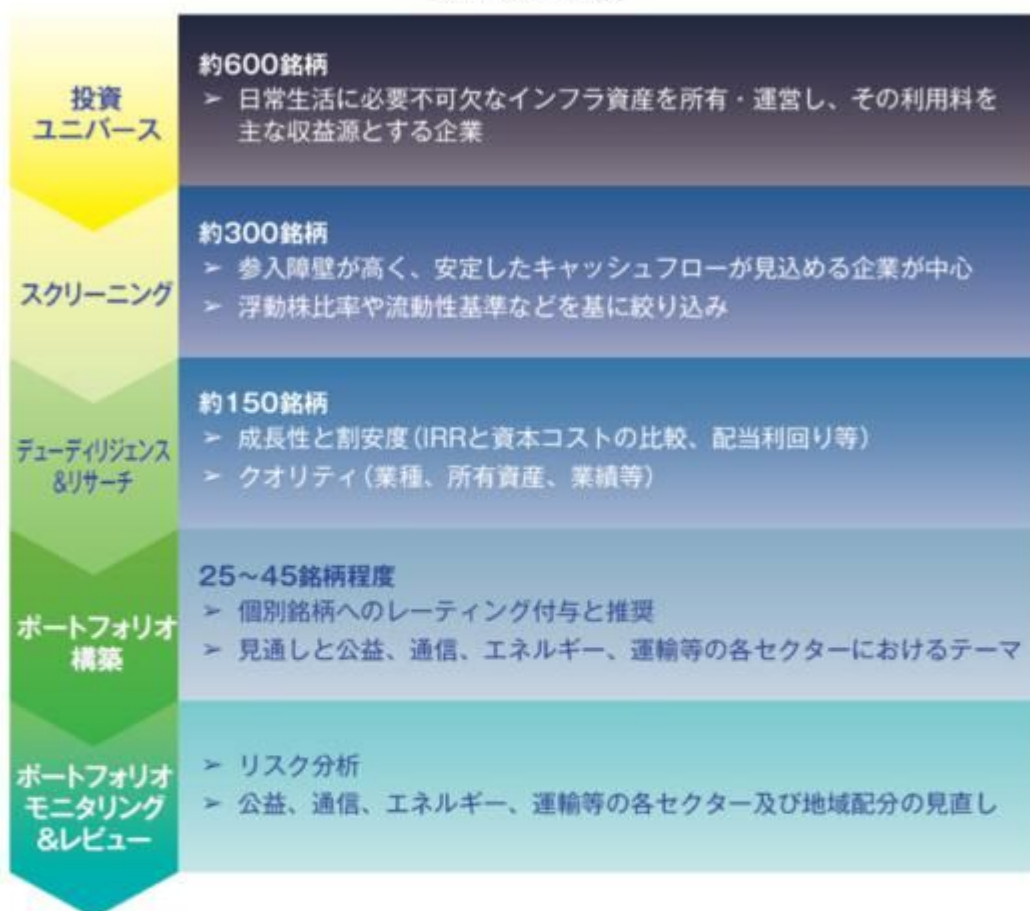 投資
ユニバース
約600銘柄
➢ 日常生活に必要不可欠なインフラ資産を所有・運営し、その利用料を
主な収益源とする企業
スクリーニング
約300銘柄
➢ 参入障壁が高く、安定したキャッシュフローが見込める企業が中心
➢ 浮動株比率や流動性基準などを基に絞り込み
デューディリジェンス
&リサーチ
約150銘柄
➢ 成長性と割安度(IRRと資本コストの比較、配当利回り等)
➢ クオリティ(業種、所有資産、業績等)
ポートフォリオ
構築
25～45銘柄程度
➢ 個別銘柄へのレーティング付与と推奨
➢ 見通しと公益、通信、エネルギー、運輸等の各セクターにおけるテーマ
ポートフォリオ
モニタリング
&レビュー
➢ リスク分析
➢ 公益、通信、エネルギー、運輸等の各セクター及び地域配分の見直し